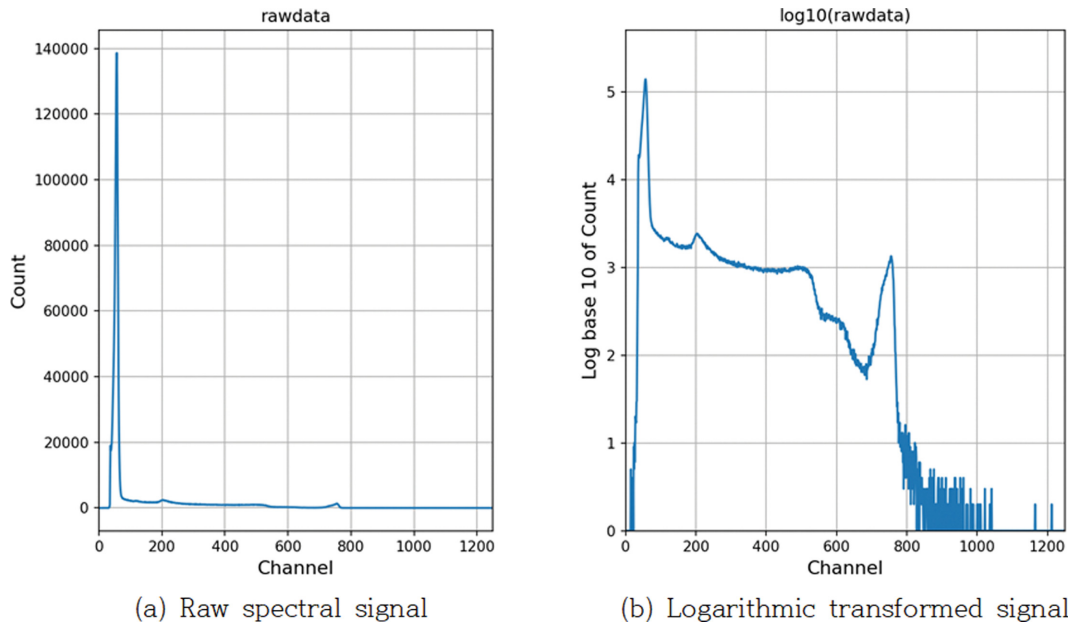 rawdata
140000
120000
100000
80000
60000
40000
20000
0
Count
0 200 400 600 800 1000 1200
Channel
(a) Raw spectral signal
log10(rawdata)
5
4
3
2
1
0
Log base 10 of Count
0 200 400 600 800 1000 1200
Channel
(b) Logarithmic transformed signal